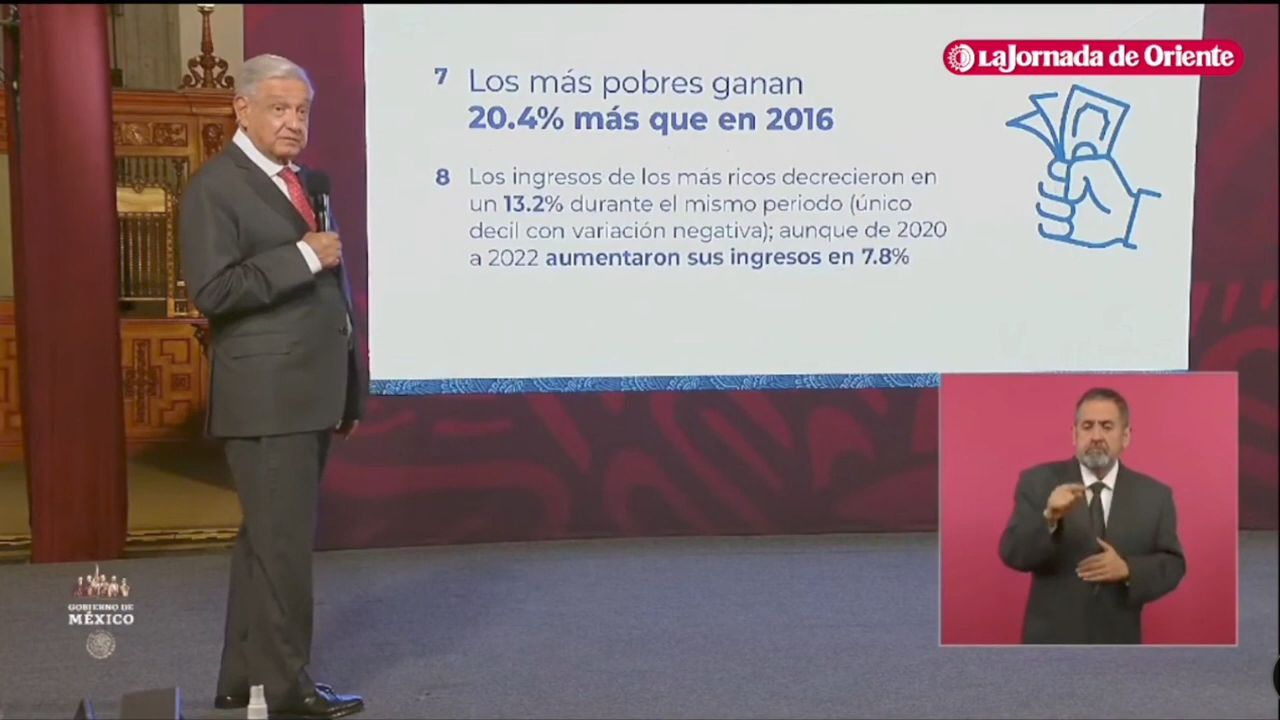 La Jornada de Oriente
7 Los más pobres ganan
20.4% más que en 2016
8 Los ingresos de los más ricos decrecieron en
un 13.2% durante el mismo periodo (único
decil con variación negativa); aunque de 2020
a 2022 aumentaron sus ingresos en 7.8%
GOBIERNO DE
MÉXICO